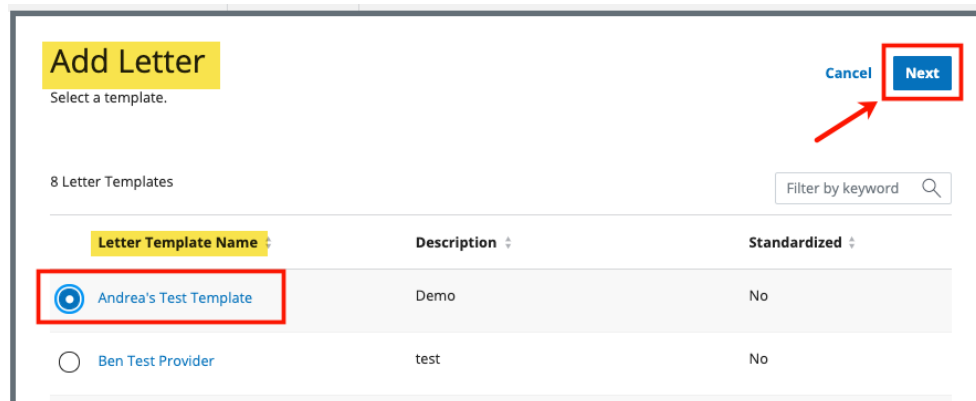 Add Letter
Cancel Next
Select a template.
8 Letter Templates
Filter by keyword
Letter Template Name Description Standardized
Andrea's Test Template Demo No
Ben Test Provider test No